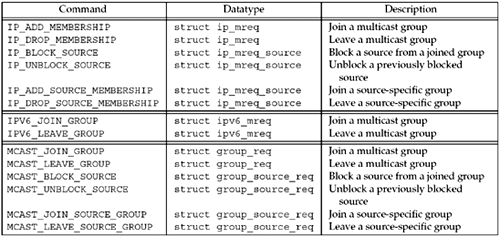 Command Datatype Description
IP_ADD_MEMBERSHIP struct ip_mreq Join a multicast group
IP_DROP_MEMBERSHIP struct ip_mreq Leave a multicast group
IP_BLOCK_SOURCE struct ip_mreq_source Block a source from a joined group
IP_UNBLOCK_SOURCE struct ip_mreq_source Unblock a previously blocked
source
IP_ADD_SOURCE_MEMBERSHIP struct ip_mreq_source Join a source-specific group
IP_DROP_SOURCE_MEMBERSHIP struct ip_mreq_source Leave a source-specific group
IPV6_JOIN_GROUP struct ipv6_mreq Join a multicast group
IPV6_LEAVE_GROUP struct ipv6_mreq Leave a multicast group
MCAST_JOIN_GROUP struct group_req Join a multicast group
MCAST_LEAVE_GROUP struct group_req Leave a multicast group
MCAST_BLOCK_SOURCE struct group_source_req Block a source from a joined group
MCAST_UNBLOCK_SOURCE struct group_source_req Unblock a previously blocked
source
MCAST_JOIN_SOURCE_GROUP struct group_source_req Join a source-specific group
MCAST_LEAVE_SOURCE_GROUP struct group_source_req Leave a source-specific group